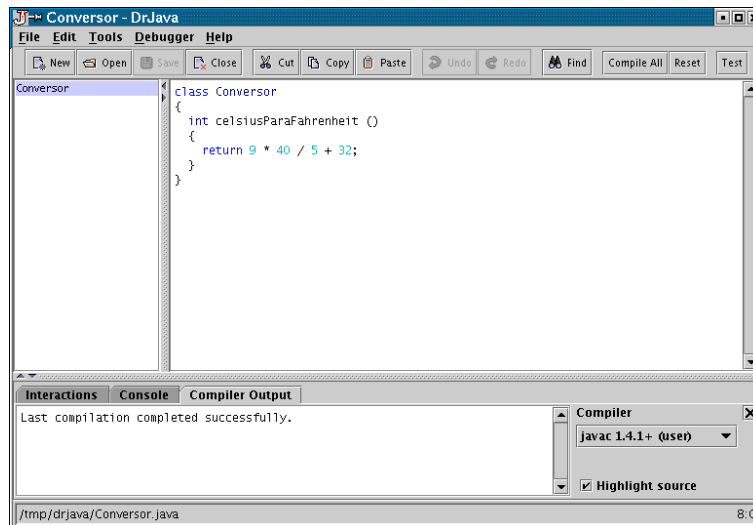 Conversor - DrJava
File Edit Tools Debugger Help
New Open Save Close Cut Copy Paste Undo Redo Find Compile All Reset Test
Conversor
class Conversor
{
int celsiusParaFahrenheit ()
{
return 9 * 40 / 5 + 32;
}
}
Interactions Console Compiler Output
Last compilation completed successfully.
Compiler
javac 1.4.1+ (user)
Highlight source
/tmp/drjava/Conversor.java